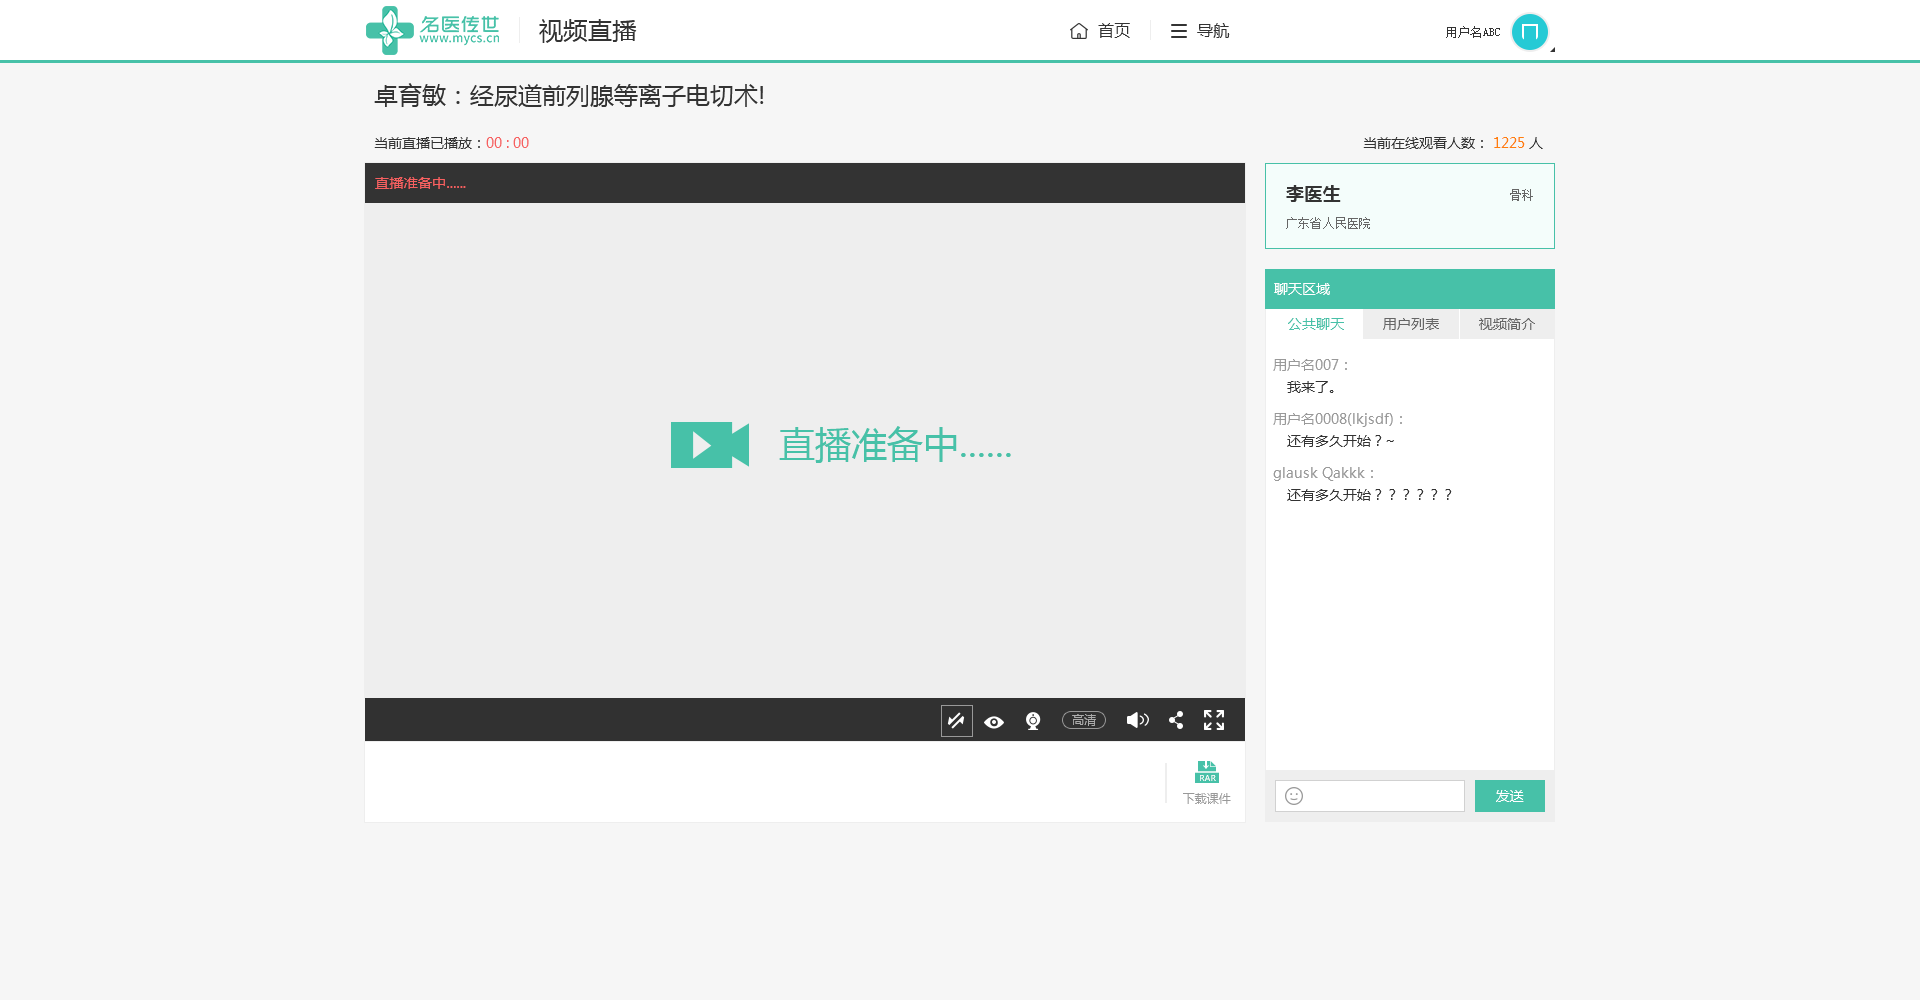 名医传世
www.mycs.cn
视频直播
首页
导航
用户名ABC
卓育敏：经尿道前列腺等离子电切术!
当前直播已播放：00 : 00
当前在线观看人数： 1225 人
直播准备中......
直播准备中......
高清
RAR
下载课件
李医生
骨科
广东省人民医院
聊天区域
公共聊天
用户列表
视频简介
用户名007：
我来了。
用户名0008(lkjsdf)：
还有多久开始？~
glausk Qakkk：
还有多久开始？？？？？？
发送